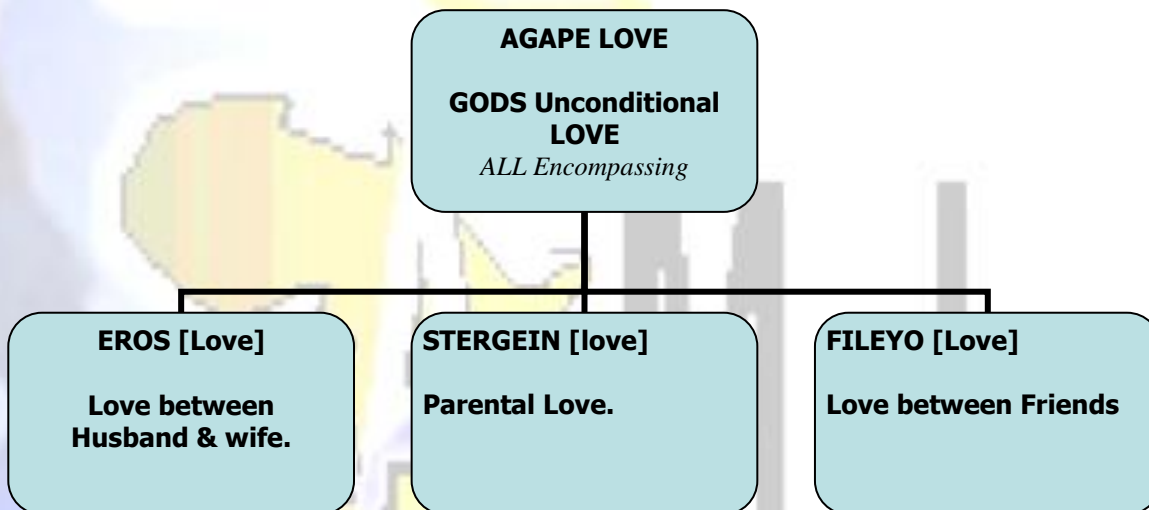 AGAPE LOVE
GODS Unconditional
LOVE
ALL Encompassing
EROS [Love]
Love between
Husband & wife.
STERGEIN [love]
Parental Love.
FILEYO [Love]
Love between Friends